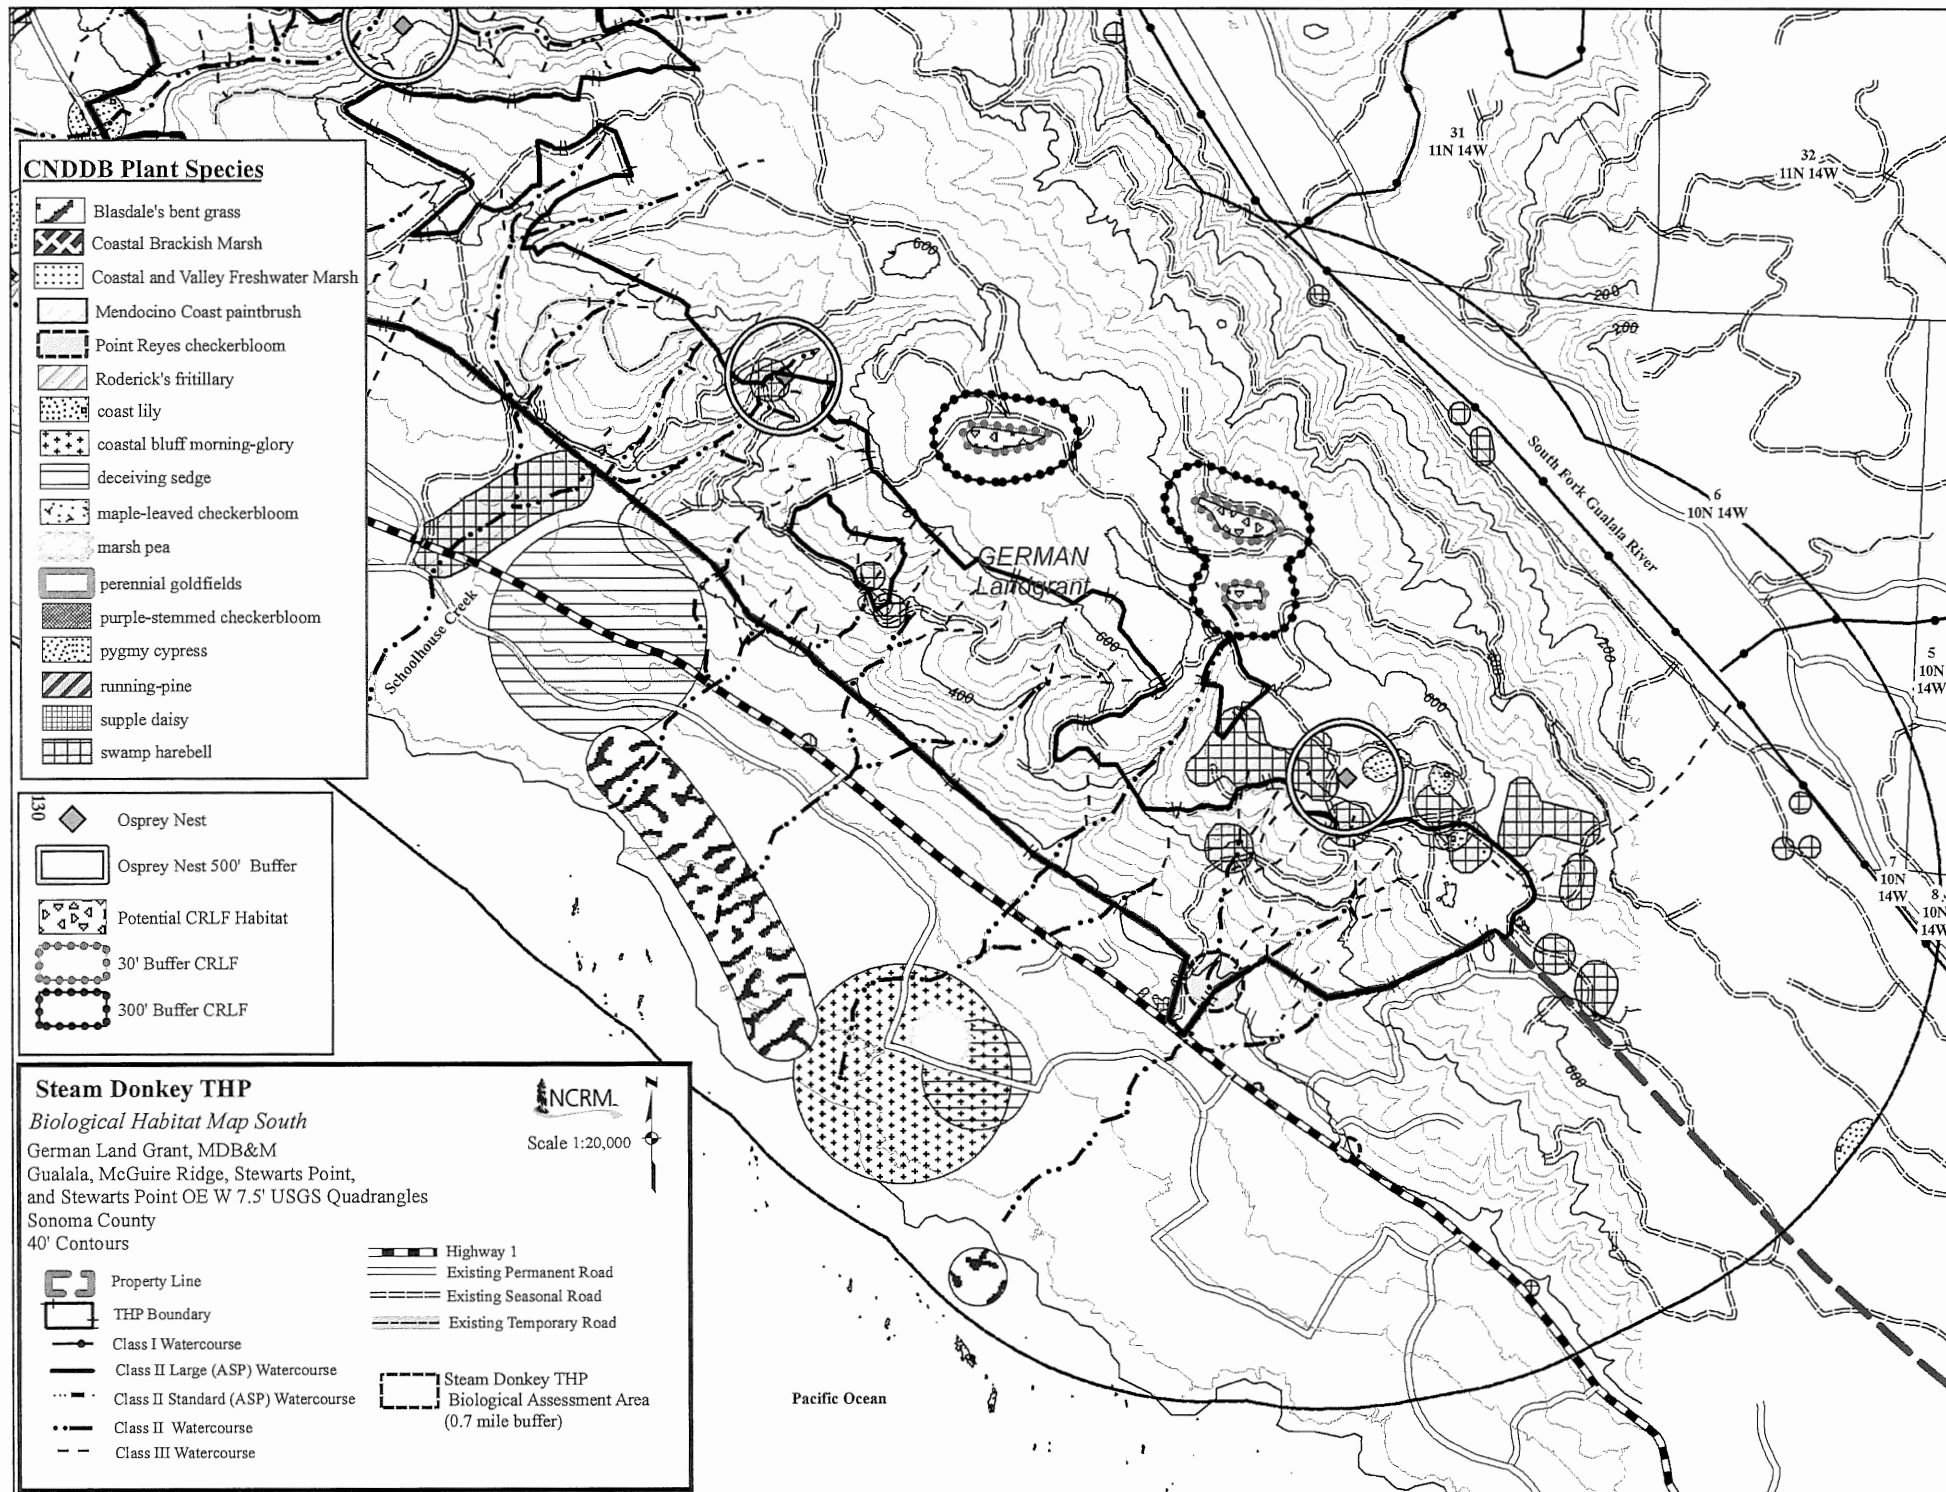 CNDDB Plant Species
Blasdale's bent grass
Coastal Brackish Marsh
Coastal and Valley Freshwater Marsh
Mendocino Coast paintbrush
Point Reyes checkerbloom
Roderick's fritillary
coast lily
coastal bluff morning-glory
deceiving sedge
maple-leaved checkerbloom
marsh pea
perennial goldfields
purple-stemmed checkerbloom
pygmy cypress
running-pine
supple daisy
swamp harebell
130
Osprey Nest
Osprey Nest 500' Buffer
Potential CRLF Habitat
30' Buffer CRLF
300' Buffer CRLF
Steam Donkey THP
Biological Habitat Map South
German Land Grant, MDB&M
Gualala, McGuire Ridge, Stewarts Point,
and Stewarts Point OE W 7.5' USGS Quadrangles
Sonoma County
40' Contours
NCRM
Scale 1:20,000
N
Property Line
THP Boundary
Class I Watercourse
Class II Large (ASP) Watercourse
Class II Standard (ASP) Watercourse
Class II Watercourse
Class III Watercourse
Highway 1
Existing Permanent Road
Existing Seasonal Road
Existing Temporary Road
Steam Donkey THP
Biological Assessment Area
(0.7 mile buffer)
31
11N 14W
32
11N 14W
600
200
200
South Fork Gualala River
6
10N 14W
GERMAN
Landgrant
600
400
Schoolhouse Creek
200
600
5
10N
14W
7
10N
14W
8
10N
14W
600
Pacific Ocean